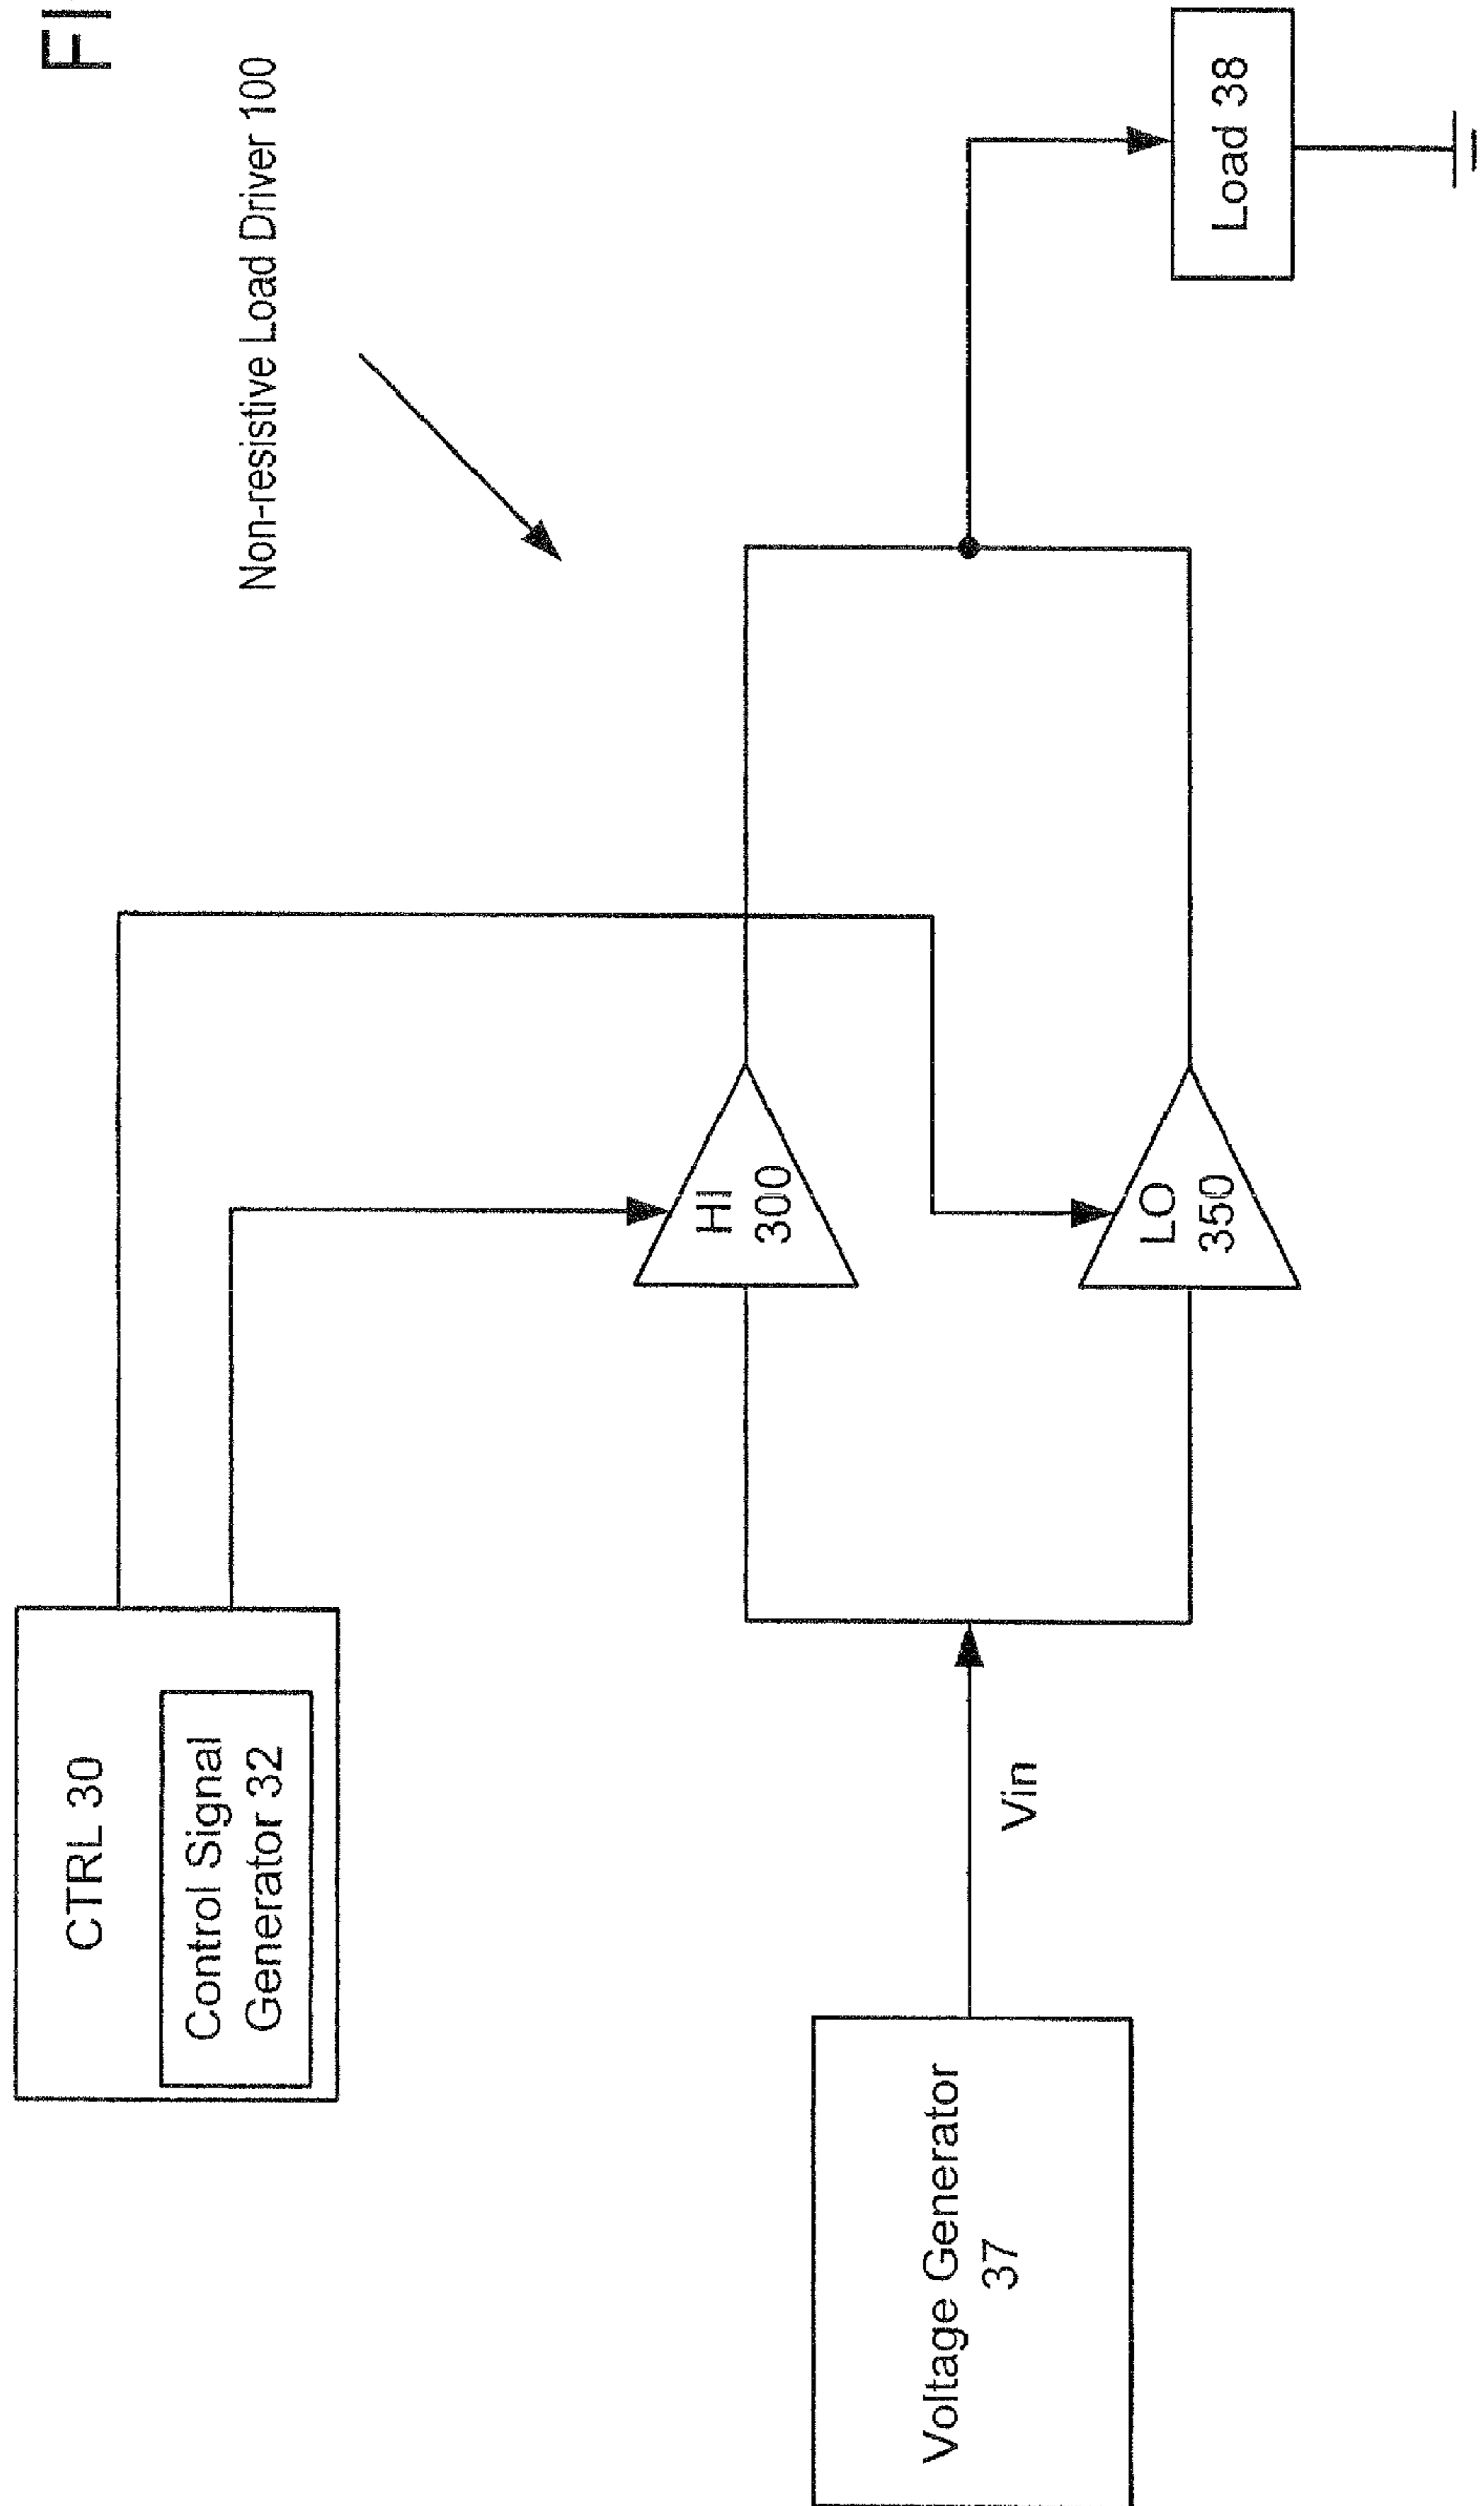 Non-resistive Load Driver 100
CTRL 30
Control Signal
Generator 32
HI
300
LO
350
Load 38
Vin
Voltage Generator
37